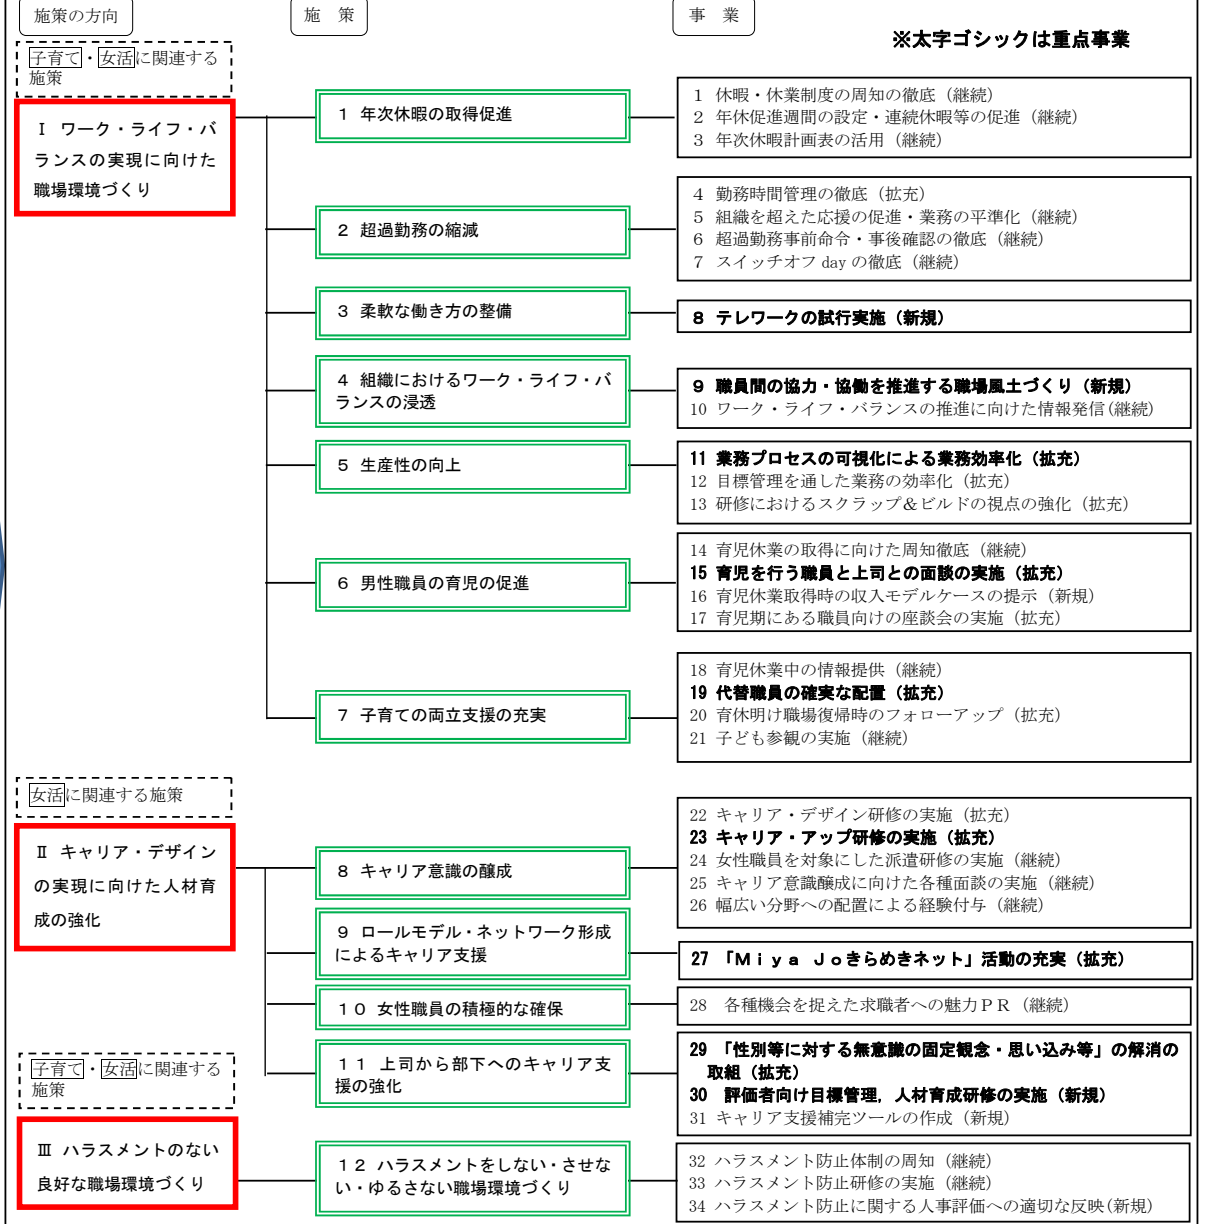 施策の方向
施　策
事　業
※太字ゴシックは重点事業
子育て・女活に関連する
施策
Ⅰ　ワーク・ライフ・バ
ランスの実現に向けた
職場環境づくり
１ 年次休暇の取得促進
1 休暇・休業制度の周知の徹底（継続）
2 年休促進週間の設定・連続休暇等の促進（継続）
3 年次休暇計画表の活用（継続）
２ 超過勤務の縮減
4 勤務時間管理の徹底（拡充）
5 組織を超えた応援の促進・業務の平準化（継続）
6 超過勤務事前命令・事後確認の徹底（継続）
7 スイッチオフ day の徹底（継続）
３ 柔軟な働き方の整備
8 テレワークの試行実施（新規）
４ 組織におけるワーク・ライフ・バ
ランスの浸透
9 職員間の協力・協働を推進する職場風土づくり（新規）
10 ワーク・ライフ・バランスの推進に向けた情報発信(継続)
５ 生産性の向上
11 業務プロセスの可視化による業務効率化（拡充）
12 目標管理を通した業務の効率化（拡充）
13 研修におけるスクラップ＆ビルドの視点の強化（拡充）
６ 男性職員の育児の促進
14 育児休業の取得に向けた周知徹底（継続）
15 育児を行う職員と上司との面談の実施（拡充）
16 育児休業取得時の収入モデルケースの提示（新規）
17 育児期にある職員向けの座談会の実施（拡充）
７ 子育ての両立支援の充実
18 育児休業中の情報提供（継続）
19 代替職員の確実な配置（拡充）
20 育休明け職場復帰時のフォローアップ（拡充）
21 子ども参観の実施（継続）
女活に関連する施策
Ⅱ キャリア・デザイン
の実現に向けた人材育
成の強化
８ キャリア意識の醸成
22 キャリア・デザイン研修の実施（拡充）
23 キャリア・アップ研修の実施（拡充）
24 女性職員を対象にした派遣研修の実施（継続）
25 キャリア意識醸成に向けた各種面談の実施（継続）
26 幅広い分野への配置による経験付与（継続）
９ ロールモデル・ネットワーク形成
によるキャリア支援
27 「Ｍｉｙａ Ｊｏきらめきネット」活動の充実（拡充）
１０ 女性職員の積極的な確保
28　各種機会を捉えた求職者への魅力ＰＲ（継続）
１１ 上司から部下へのキャリア支
援の強化
29 「性別等に対する無意識の固定観念・思い込み等」の解消の
取組（拡充）
30　評価者向け目標管理，人材育成研修の実施（新規）
31 キャリア支援補完ツールの作成（新規）
子育て・女活に関連する
施策
Ⅲ ハラスメントのない
良好な職場環境づくり
１２ ハラスメントをしない・させな
い・ゆるさない職場環境づくり
32 ハラスメント防止体制の周知（継続）
33 ハラスメント防止研修の実施（継続）
34 ハラスメント防止に関する人事評価への適切な反映(新規）